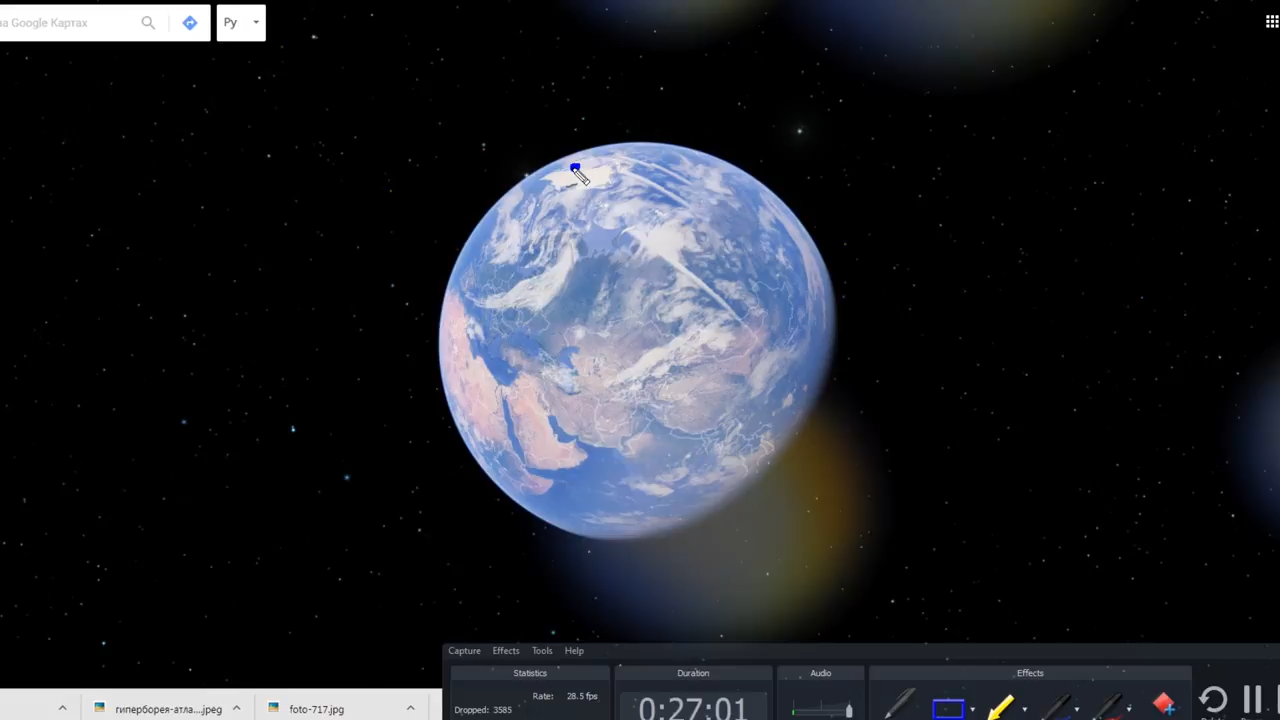 на Google Картах
Ру
Capture Effects Tools Help
Statistics
Duration
Audio
Effects
Rate: 28.5 fps
Dropped: 3585
0:27:01
гиперборея-атла....jpeg
foto-717.jpg